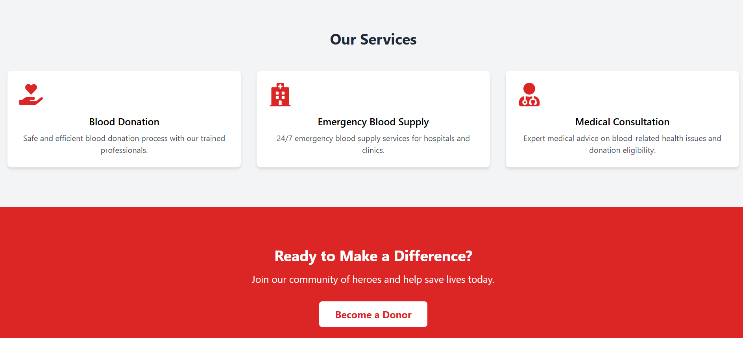 Our Services
Blood Donation
Safe and efficient blood donation process with our trained
professionals.
Emergency Blood Supply
24/7 emergency blood supply services for hospitals and
clinics.
Medical Consultation
Expert medical advice on blood-related health issues and
donation eligibility.
Ready to Make a Difference?
Join our community of heroes and help save lives today.
Become a Donor